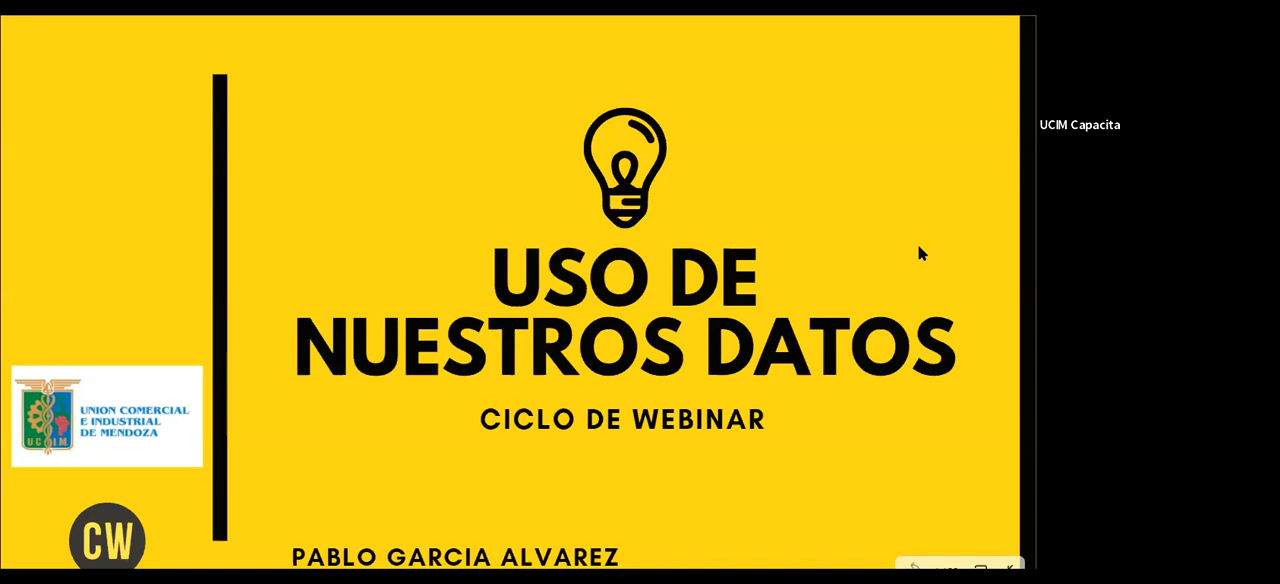 UCIM Capacita
USO DE
NUESTROS DATOS
CICLO DE WEBINAR
UNION COMERCIAL
E INDUSTRIAL
DE MENDOZA
UCIM
CW
PABLO GARCIA ALVAREZ